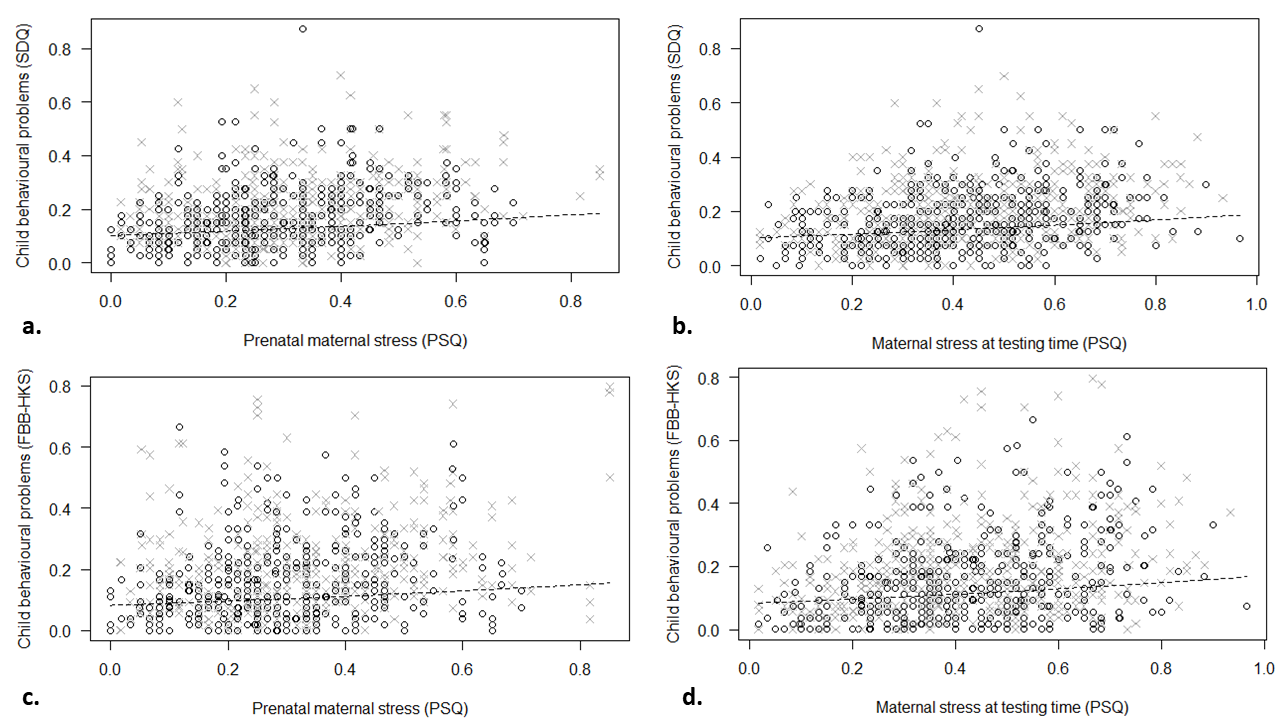 Child behavioural problems (SDQ)
0.8
0.6
0.4
0.2
0.0
0.0 0.2 0.4 0.6 0.8
a.
Prenatal maternal stress (PSQ)
Child behavioural problems (SDQ)
0.8
0.6
0.4
0.2
0.0
0.0 0.2 0.4 0.6 0.8 1.0
b.
Maternal stress at testing time (PSQ)
Child behavioural problems (FBB-HKS)
0.8
0.6
0.4
0.2
0.0
0.0 0.2 0.4 0.6 0.8
c.
Prenatal maternal stress (PSQ)
Child behavioural problems (FBB-HKS)
0.8
0.6
0.4
0.2
0.0
0.0 0.2 0.4 0.6 0.8 1.0
d.
Maternal stress at testing time (PSQ)